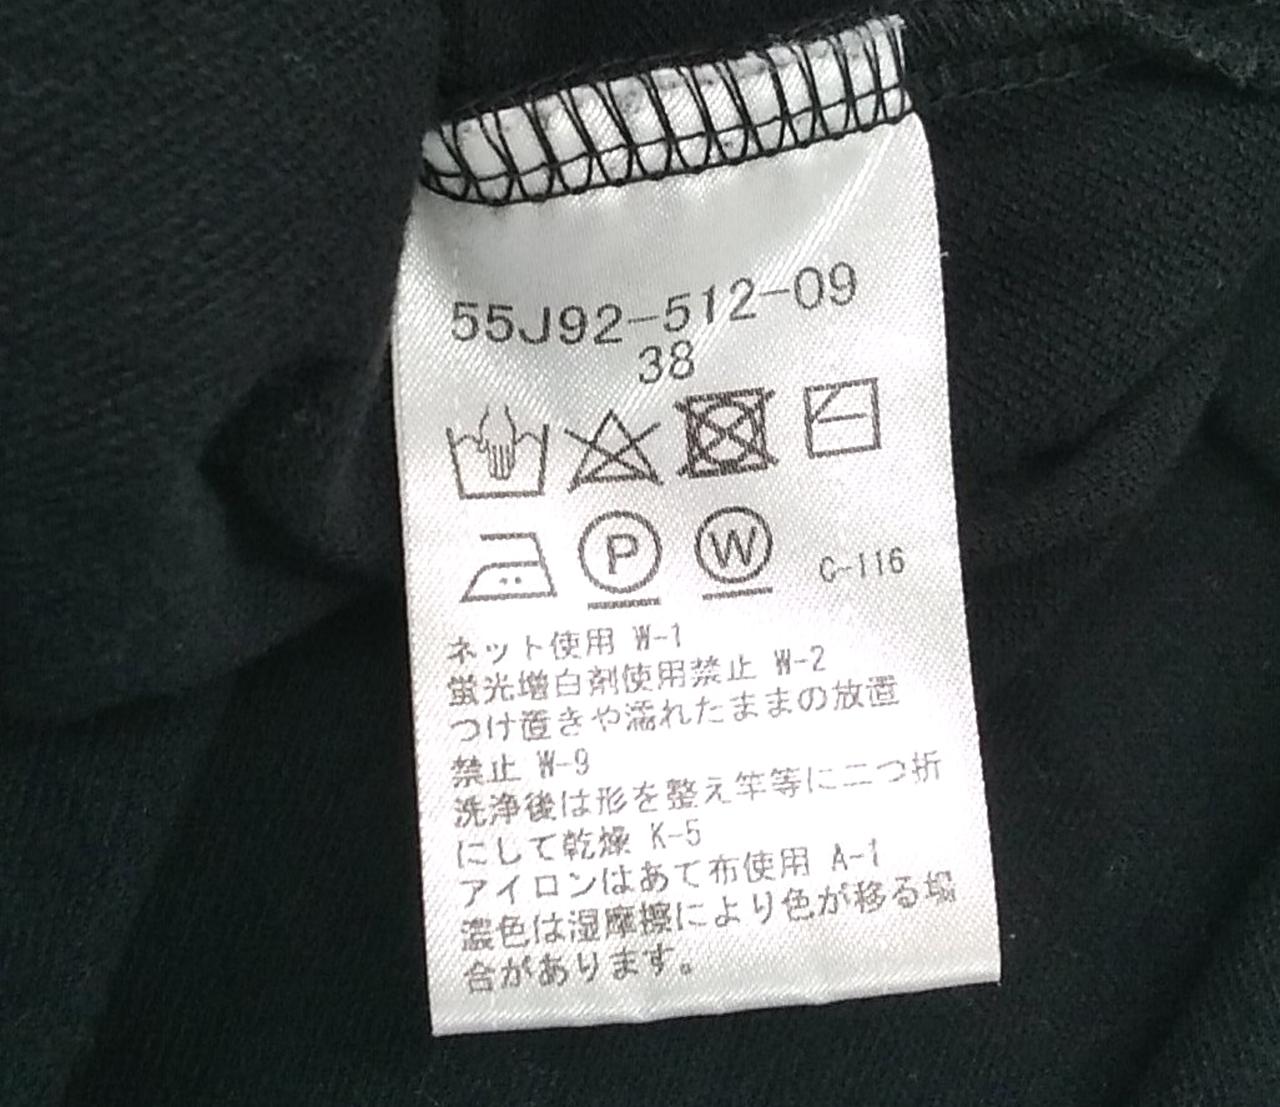 55J92-512-09
38
P W C-116
ネット使用 W-1
蛍光増白剤使用禁止 W-2
つけ置きや濡れたままの放置
禁止 W-9
洗浄後は形を整え竿等に二つ折
にして乾燥 K-5
アイロンはあて布使用 A-1
濃色は湿摩擦により色が移る場
合があります。